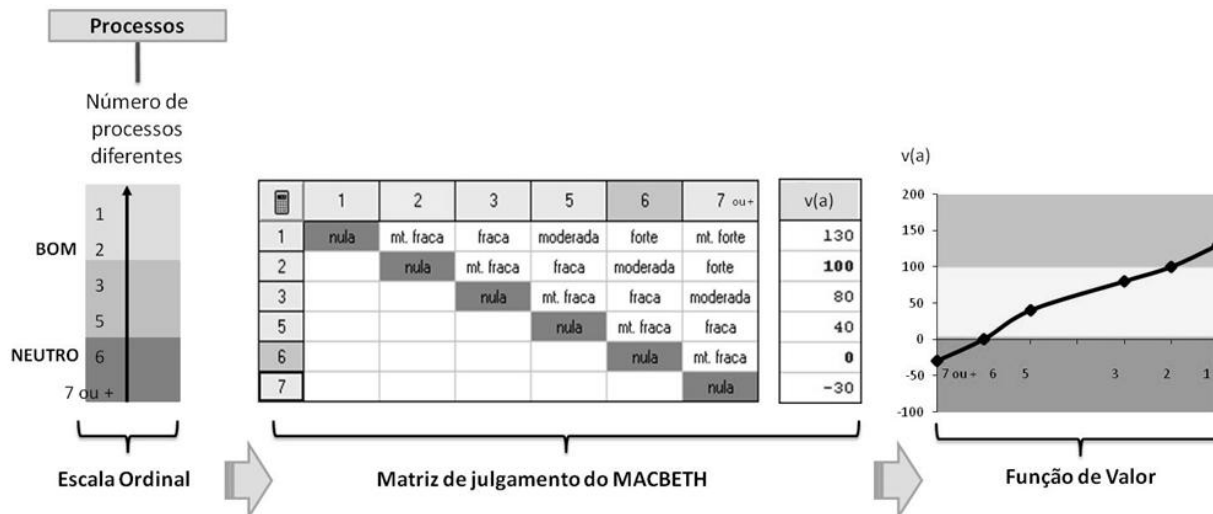 Processos
Número de
processos
diferentes
1
BOM
2
3
5
NEUTRO
6
7 ou +
Escala Ordinal
1 2 3 5 6 7 ou + v(a)
1 nula mt. fraca fraca moderada forte mt. forte 130
2 nula mt. fraca fraca moderada forte 100
3 nula mt. fraca fraca moderada 80
5 nula mt. fraca fraca 40
6 nula mt. fraca 0
7 nula -30
Matriz de julgamento do MACBETH
v(a)
200
150
100
50
0
-50
-100
7 ou + 6 5 3 2 1
Função de Valor